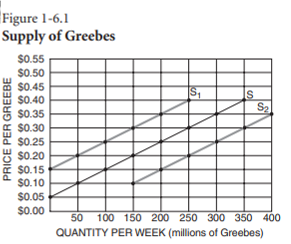 Figure 1-6.1
Supply of Greebes
$0.55
$0.50
$0.45
$0.40
$0.35
$0.30
$0.25
$0.20
$0.15
$0.10
$0.05
$0.00
PRICE PER GREEBE
S₁
S
S₂
50 100 150 200 250 300 350 400
QUANTITY PER WEEK (millions of Greebes)